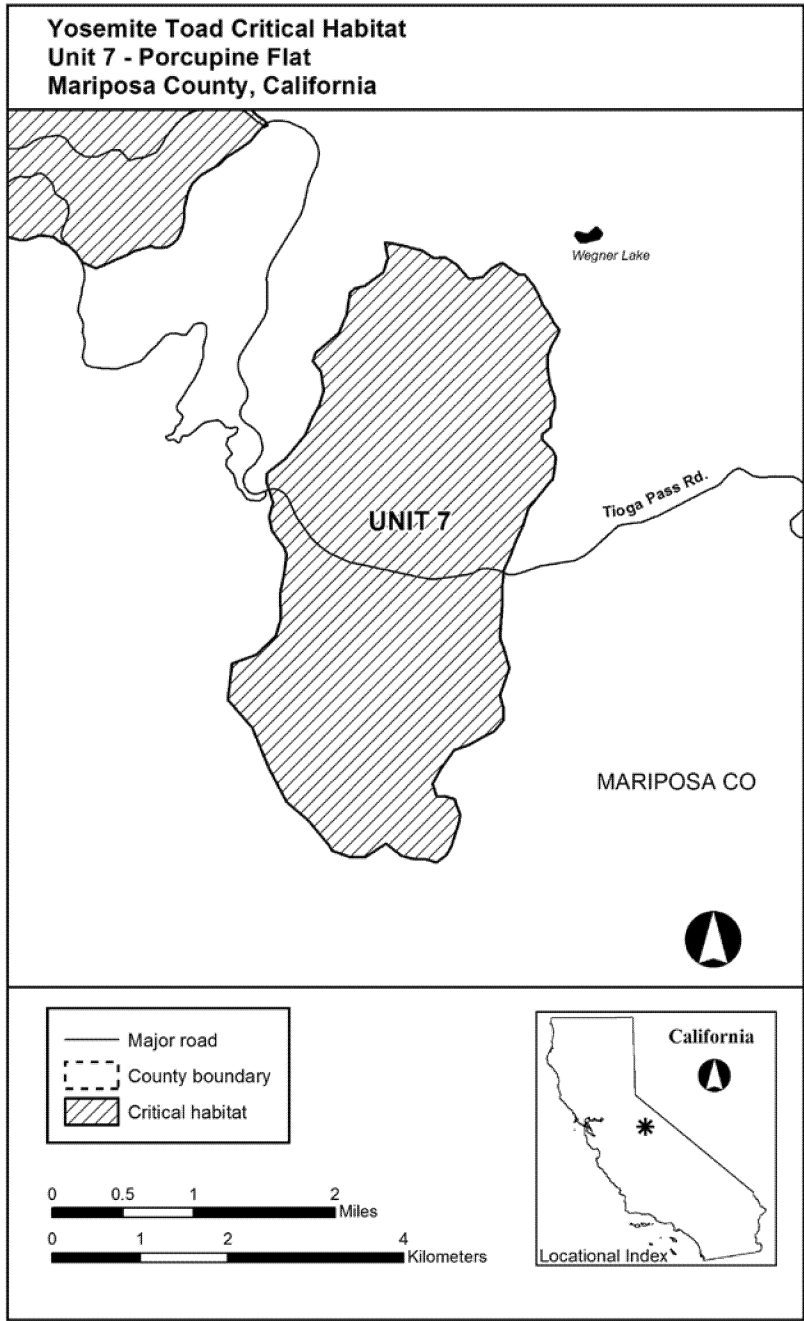 Yosemite Toad Critical Habitat
Unit 7 - Porcupine Flat
Mariposa County, California
Wegner Lake
Tioga Pass Rd.
UNIT 7
MARIPOSA CO
Major road
County boundary
Critical habitat
0 0.5 1 2
Miles
0 1 2 4
Kilometers
California
Locational Index